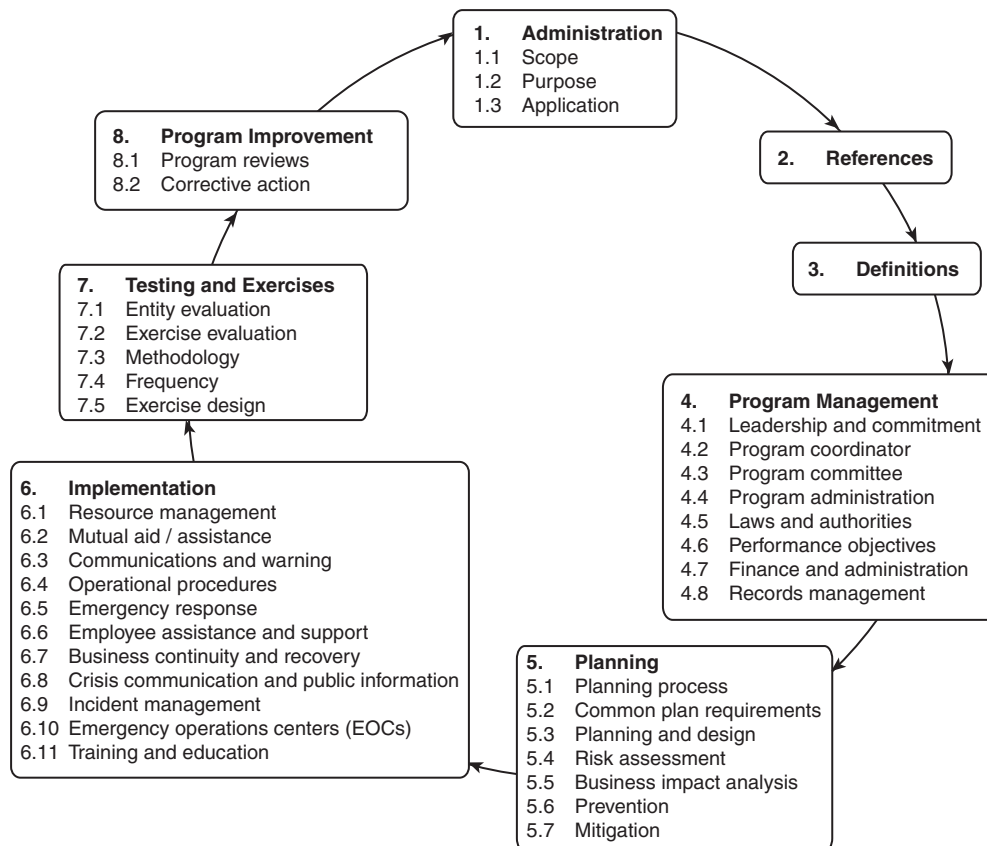 1. Administration
1.1 Scope
1.2 Purpose
1.3 Application
2. References
3. Definitions
4. Program Management
4.1 Leadership and commitment
4.2 Program coordinator
4.3 Program committee
4.4 Program administration
4.5 Laws and authorities
4.6 Performance objectives
4.7 Finance and administration
4.8 Records management
5. Planning
5.1 Planning process
5.2 Common plan requirements
5.3 Planning and design
5.4 Risk assessment
5.5 Business impact analysis
5.6 Prevention
5.7 Mitigation
6. Implementation
6.1 Resource management
6.2 Mutual aid / assistance
6.3 Communications and warning
6.4 Operational procedures
6.5 Emergency response
6.6 Employee assistance and support
6.7 Business continuity and recovery
6.8 Crisis communication and public information
6.9 Incident management
6.10 Emergency operations centers (EOCs)
6.11 Training and education
7. Testing and Exercises
7.1 Entity evaluation
7.2 Exercise evaluation
7.3 Methodology
7.4 Frequency
7.5 Exercise design
8. Program Improvement
8.1 Program reviews
8.2 Corrective action